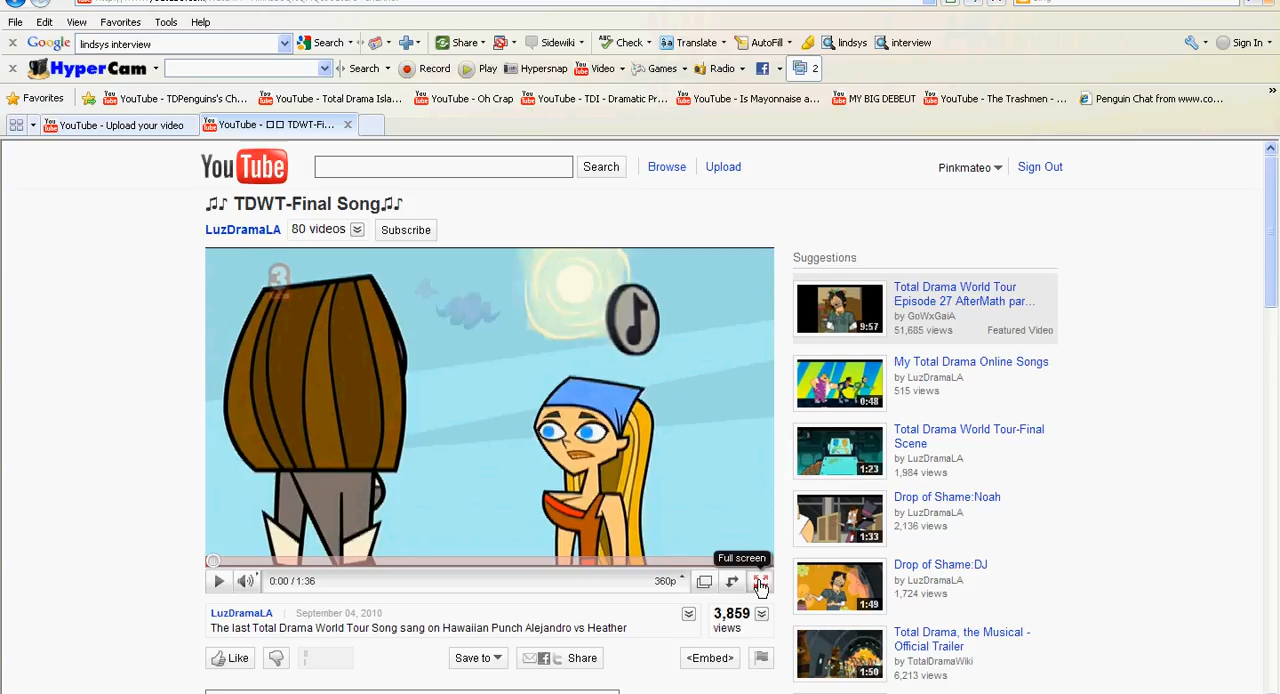 File Edit View Favorites Tools Help
Google lindsys interview Search Share Sidewiki Check Translate AutoFill lindsys interview Sign In
HyperCam Search Record Play Hypersnap Video Games Radio 2
Favorites YouTube - TDPenguins's Ch... YouTube - Total Drama Isla... YouTube - Oh Crap YouTube - TDI - Dramatic Pr... YouTube - Is Mayonnaise a... MY BIG DEBEUT YouTube - The Trashmen - ... Penguin Chat from www.co...
YouTube - Upload your video YouTube - □□ TDWT-Fi...
YouTube Search Browse Upload Pinkmateo Sign Out
♫♪ TDWT-Final Song♫♪
LuzDramaLA 80 videos Subscribe
3
Full screen
0:00 / 1:36 360p
LuzDramaLA September 04, 2010
The last Total Drama World Tour Song sang on Hawaiian Punch Alejandro vs Heather
3,859
views
Like Save to Share <Embed>
Suggestions
Total Drama World Tour
Episode 27 AfterMath par...
by GoWxGaiA
51,685 views Featured Video
9:57
My Total Drama Online Songs
by LuzDramaLA
515 views
0:48
Total Drama World Tour-Final
Scene
by LuzDramaLA
1,984 views
1:23
Drop of Shame:Noah
by LuzDramaLA
2,136 views
1:33
Drop of Shame:DJ
by LuzDramaLA
1,724 views
1:49
Total Drama, the Musical -
Official Trailer
by TotalDramaWiki
6,213 views
1:50